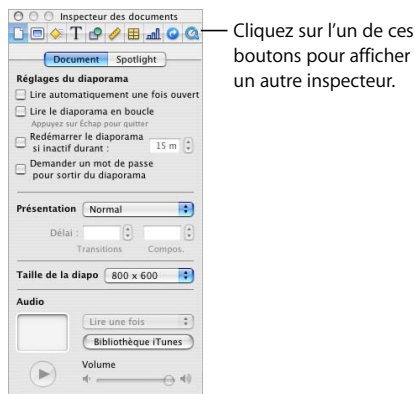 Inspecteur des documents
Cliquez sur l'un de ces
boutons pour afficher
un autre inspecteur.
Document Spotlight
Réglages du diaporama
Lire automatiquement une fois ouvert
Lire le diaporama en boucle
Appuyez sur Échap pour quitter
Redémarrer le diaporama
si inactif durant : 15 m
Demander un mot de passe
pour sortir du diaporama
Présentation Normal
Délai :
Transitions Compos.
Taille de la diapo 800 x 600
Audio
Lire une fois
Bibliothèque iTunes
Volume